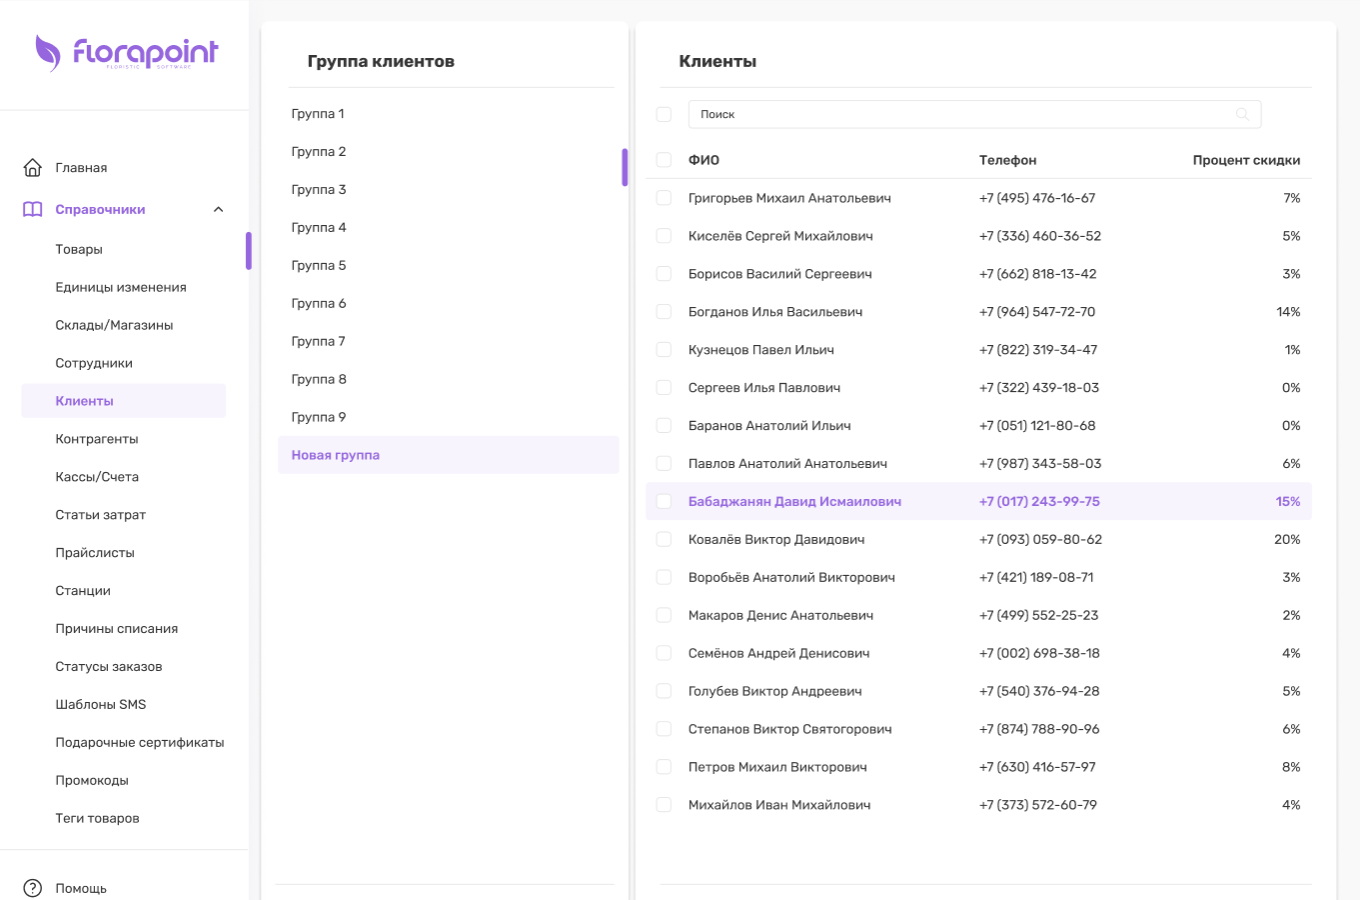 florapoint
FLORISTIC SOFTWARE
Главная
Справочники
Товары
Единицы изменения
Склады/Магазины
Сотрудники
Клиенты
Контрагенты
Кассы/Счета
Статьи затрат
Прайслисты
Станции
Причины списания
Статусы заказов
Шаблоны SMS
Подарочные сертификаты
Промокоды
Теги товаров
Помощь
Группа клиентов
Группа 1
Группа 2
Группа 3
Группа 4
Группа 5
Группа 6
Группа 7
Группа 8
Группа 9
Новая группа
Клиенты
Поиск
ФИО Телефон Процент скидки
Григорьев Михаил Анатольевич +7 (495) 476-16-67 7%
Киселёв Сергей Михайлович +7 (336) 460-36-52 5%
Борисов Василий Сергеевич +7 (662) 818-13-42 3%
Богданов Илья Васильевич +7 (964) 547-72-70 14%
Кузнецов Павел Ильич +7 (822) 319-34-47 1%
Сергеев Илья Павлович +7 (322) 439-18-03 0%
Баранов Анатолий Ильич +7 (051) 121-80-68 0%
Павлов Анатолий Анатольевич +7 (987) 343-58-03 6%
Бабаджанян Давид Исмаилович +7 (017) 243-99-75 15%
Ковалёв Виктор Давидович +7 (093) 059-80-62 20%
Воробьёв Анатолий Викторович +7 (421) 189-08-71 3%
Макаров Денис Анатольевич +7 (499) 552-25-23 2%
Семёнов Андрей Денисович +7 (002) 698-38-18 4%
Голубев Виктор Андреевич +7 (540) 376-94-28 5%
Степанов Виктор Святогорович +7 (874) 788-90-96 6%
Петров Михаил Викторович +7 (630) 416-57-97 8%
Михайлов Иван Михайлович +7 (373) 572-60-79 4%